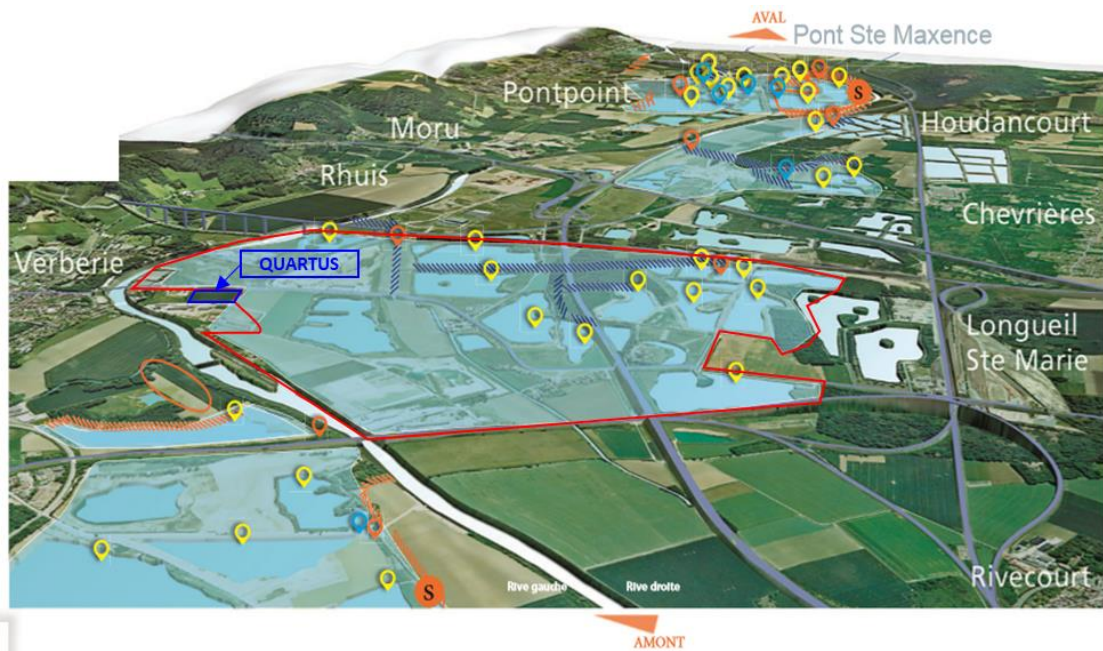 AVAL
Pont Ste Maxence
Pontpoint
S
Houdancourt
Moru
Rhuis
Chevrières
Verberie
QUARTUS
Longueil
Ste Marie
S
Rive gauche
Rive droite
Rivecourt
AMONT